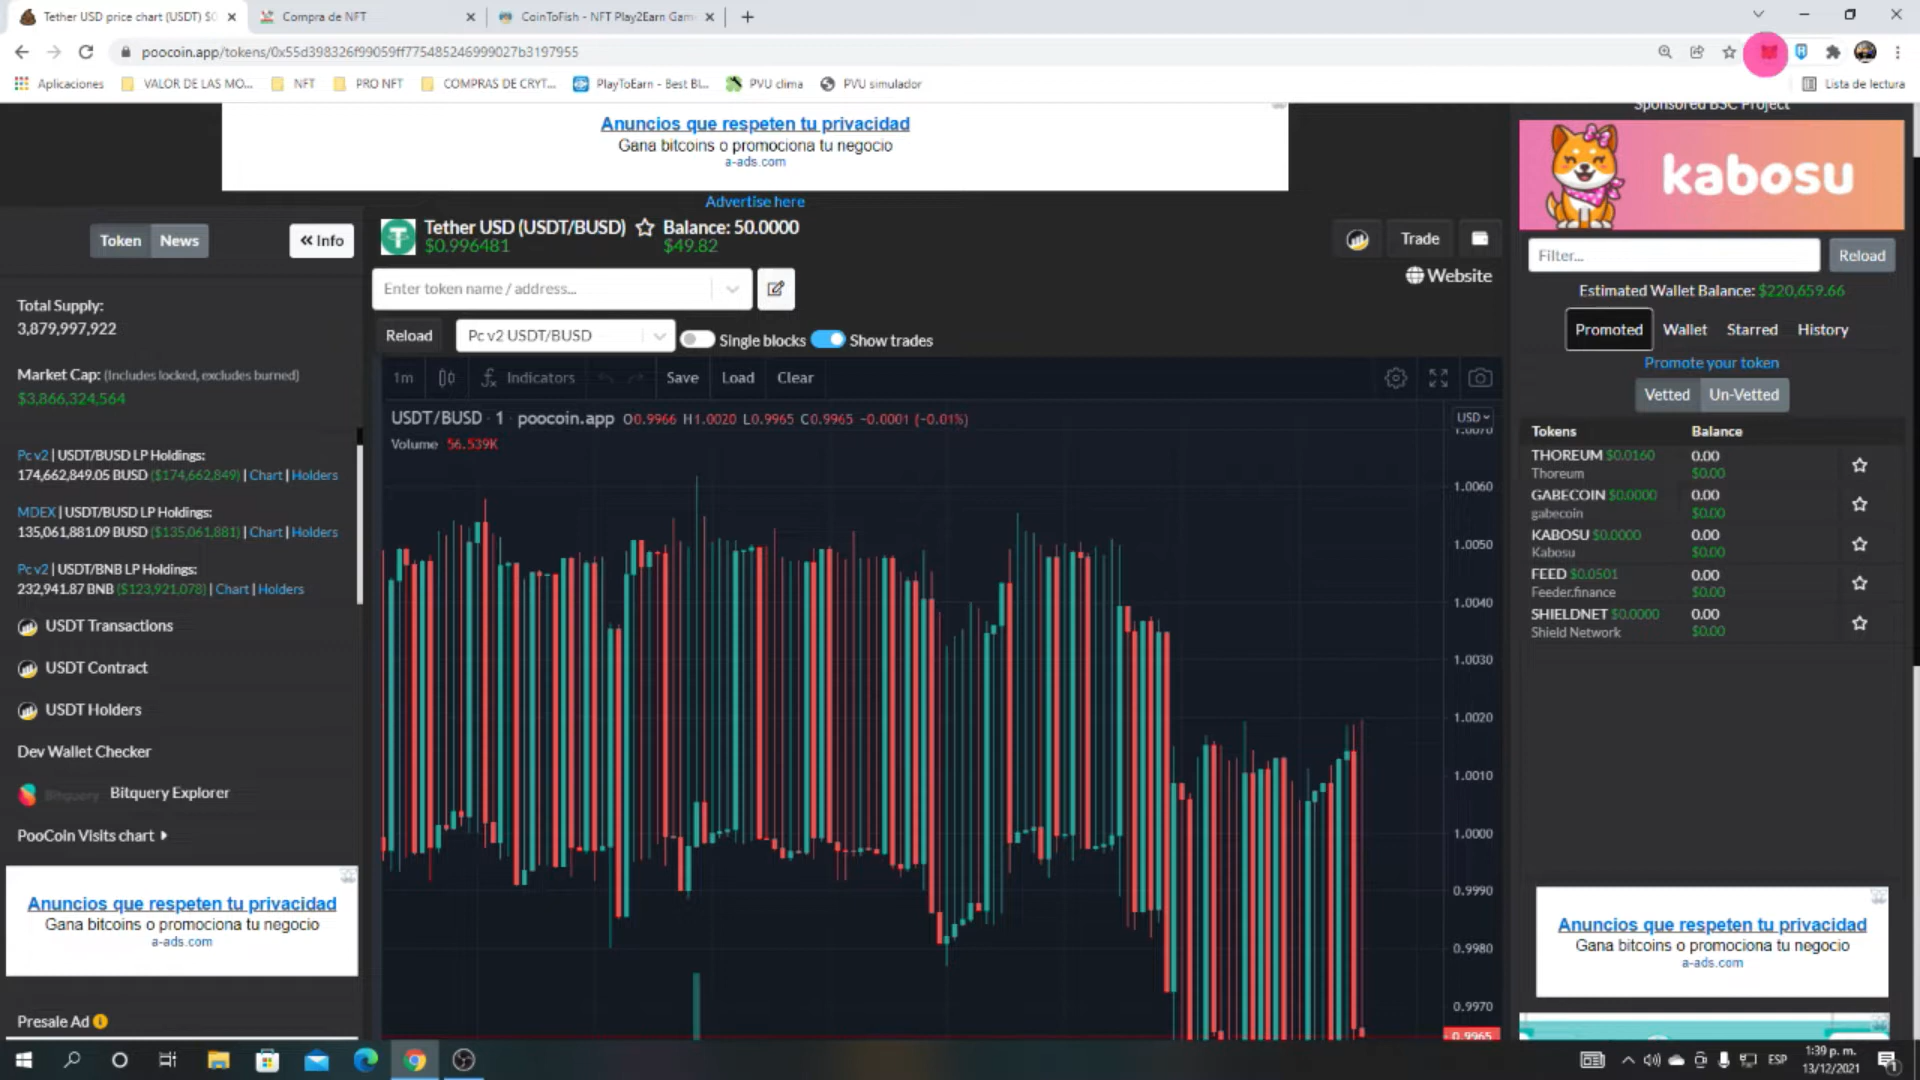 Tether USD price chart (USDT) $0
Compra de NFT
CoinToFish - NFT Play2Earn Gam
poocoin.app/tokens/0x55d398326f99059ff775485246999027b3197955
Aplicaciones
VALOR DE LAS MO...
NFT
PRO NFT
COMPRAS DE CRYT...
PlayToEarn - Best Bl...
PVU clima
PVU simulador
Lista de lectura
Anuncios que respeten tu privacidad
Gana bitcoins o promociona tu negocio
a-ads.com
Advertise here
Token
News
« Info
Total Supply:
3,879,997,922
Market Cap: (Includes locked, excludes burned)
$3,866,324,564
Pc v2 | USDT/BUSD LP Holdings:
174,662,849.05 BUSD ($174,662,849) | Chart | Holders
MDEX | USDT/BUSD LP Holdings:
135,061,881.09 BUSD ($135,061,881) | Chart | Holders
Pc v2 | USDT/BNB LP Holdings:
232,941.87 BNB ($123,921,078) | Chart | Holders
USDT Transactions
USDT Contract
USDT Holders
Dev Wallet Checker
Bitquery
Bitquery Explorer
PooCoin Visits chart
Anuncios que respeten tu privacidad
Gana bitcoins o promociona tu negocio
a-ads.com
Presale Ad
Tether USD (USDT/BUSD)
$0.996481
Balance: 50.0000
$49.82
Trade
Website
Enter token name / address...
Reload
Pc v2 USDT/BUSD
Single blocks
Show trades
1m
Indicators
Save
Load
Clear
USDT/BUSD · 1 · poocoin.app O0.9966 H1.0020 L0.9965 C0.9965 −0.0001 (−0.01%)
Volume 56.539K
USD
1.0070
1.0060
1.0050
1.0040
1.0030
1.0020
1.0010
1.0000
0.9990
0.9980
0.9970
0.9965
Sponsored BSC Project
kabosu
Filter...
Reload
Estimated Wallet Balance: $220,659.66
Promoted
Wallet
Starred
History
Promote your token
Vetted
Un-Vetted
Tokens
Balance
THOREUM $0.0160
Thoreum
0.00
$0.00
GABECOIN $0.0000
gabecoin
0.00
$0.00
KABOSU $0.0000
Kabosu
0.00
$0.00
FEED $0.0501
Feeder.finance
0.00
$0.00
SHIELDNET $0.0000
Shield Network
0.00
$0.00
Anuncios que respeten tu privacidad
Gana bitcoins o promociona tu negocio
a-ads.com
ESP
1:39 p. m.
13/12/2021
1